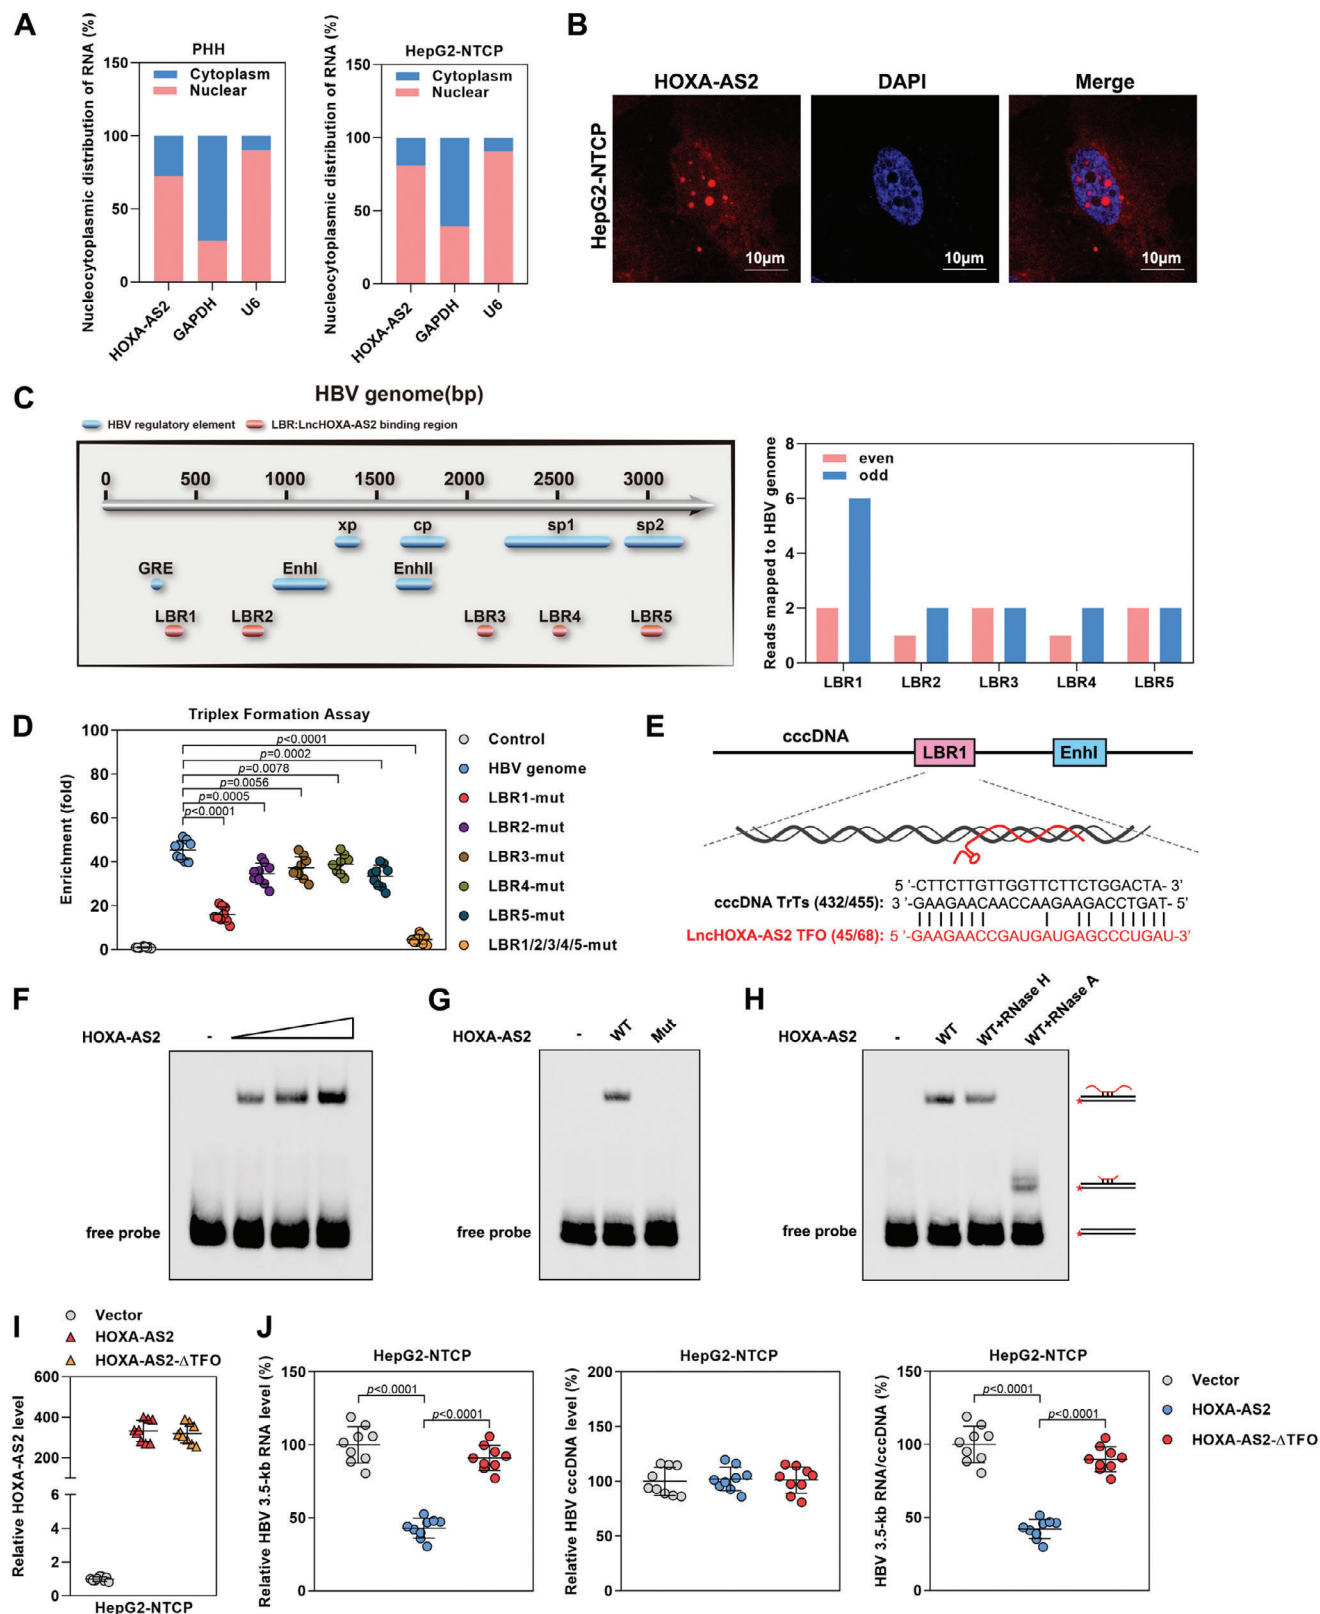 A
Nucleocytoplasmic distribution of RNA (%)
PHH
150
100
50
0
Cytoplasm
Nuclear
HOXA-AS2
GAPDH
U6
Nucleocytoplasmic distribution of RNA (%)
HepG2-NTCP
150
100
50
0
Cytoplasm
Nuclear
HOXA-AS2
GAPDH
U6
B
HOXA-AS2
DAPI
Merge
HepG2-NTCP
10μm
10μm
10μm
C
HBV genome(bp)
HBV regulatory element
LBR:LncHOXA-AS2 binding region
0 500 1000 1500 2000 2500 3000
xp cp sp1 sp2
GRE EnhI EnhII
LBR1 LBR2 LBR3 LBR4 LBR5
Reads mapped to HBV genome
8
6
4
2
0
even
odd
LBR1 LBR2 LBR3 LBR4 LBR5
D
Triplex Formation Assay
Enrichment (fold)
100
80
60
40
20
0
p<0.0001
p=0.0002
p=0.0078
p=0.0056
p=0.0005
p<0.0001
Control
HBV genome
LBR1-mut
LBR2-mut
LBR3-mut
LBR4-mut
LBR5-mut
LBR1/2/3/4/5-mut
E
cccDNA
LBR1
EnhI
5 '-CTTCTTGTTGGTTCTTCTGGACTA- 3'
cccDNA TrTs (432/455): 3 '-GAAGAACAACCAAGAAGACCTGAT- 5'
LncHOXA-AS2 TFO (45/68): 5 '-GAAGAACCGAUGAUGAGCCCUGAU-3'
F
HOXA-AS2
-
free probe
G
HOXA-AS2
-
WT
Mut
free probe
H
HOXA-AS2
-
WT
WT+RNase H
WT+RNase A
free probe
I
Vector
HOXA-AS2
HOXA-AS2-ΔTFO
Relative HOXA-AS2 level
600
400
200
6
4
2
0
HepG2-NTCP
J
HepG2-NTCP
Relative HBV 3.5-kb RNA level (%)
150
100
50
0
p<0.0001
p<0.0001
HepG2-NTCP
Relative HBV cccDNA level (%)
200
150
100
50
0
HepG2-NTCP
HBV 3.5-kb RNA/cccDNA (%)
150
100
50
0
p<0.0001
p<0.0001
Vector
HOXA-AS2
HOXA-AS2-ΔTFO